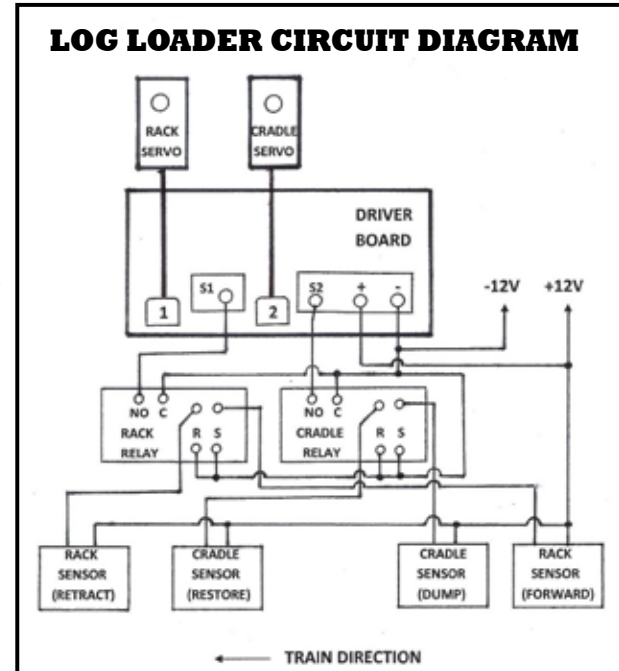 LOG LOADER CIRCUIT DIAGRAM
RACK
SERVO
CRADLE
SERVO
DRIVER
BOARD
S1
S2
+
-
1
2
-12V
+12V
NO
C
RACK
RELAY
R
S
NO
C
CRADLE
RELAY
R
S
RACK
SENSOR
(RETRACT)
CRADLE
SENSOR
(RESTORE)
CRADLE
SENSOR
(DUMP)
RACK
SENSOR
(FORWARD)
TRAIN DIRECTION